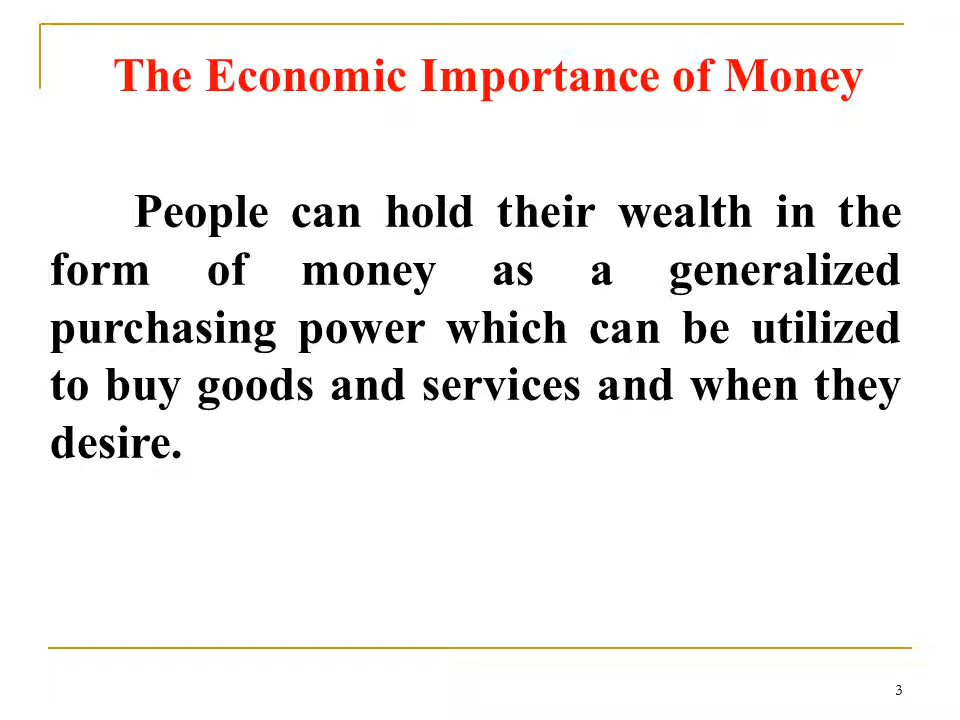 The Economic Importance of Money
People can hold their wealth in the
form of money as a generalized
purchasing power which can be utilized
to buy goods and services and when they
desire.
3